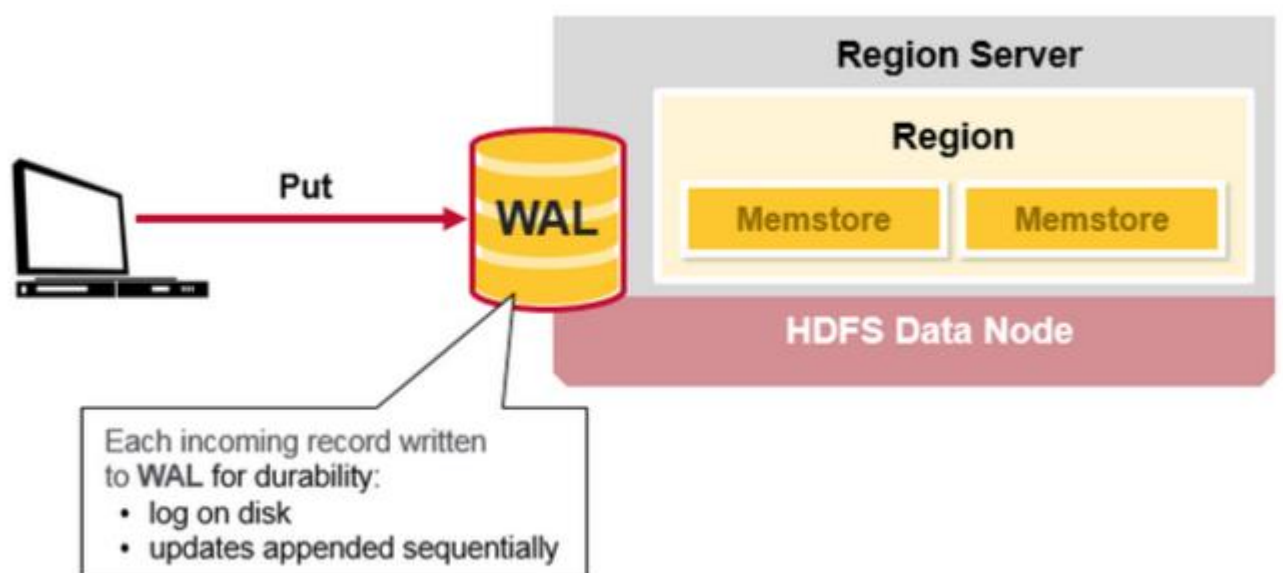 Region Server
Region
Put
WAL
Memstore
Memstore
HDFS Data Node
Each incoming record written
to WAL for durability:
• log on disk
• updates appended sequentially